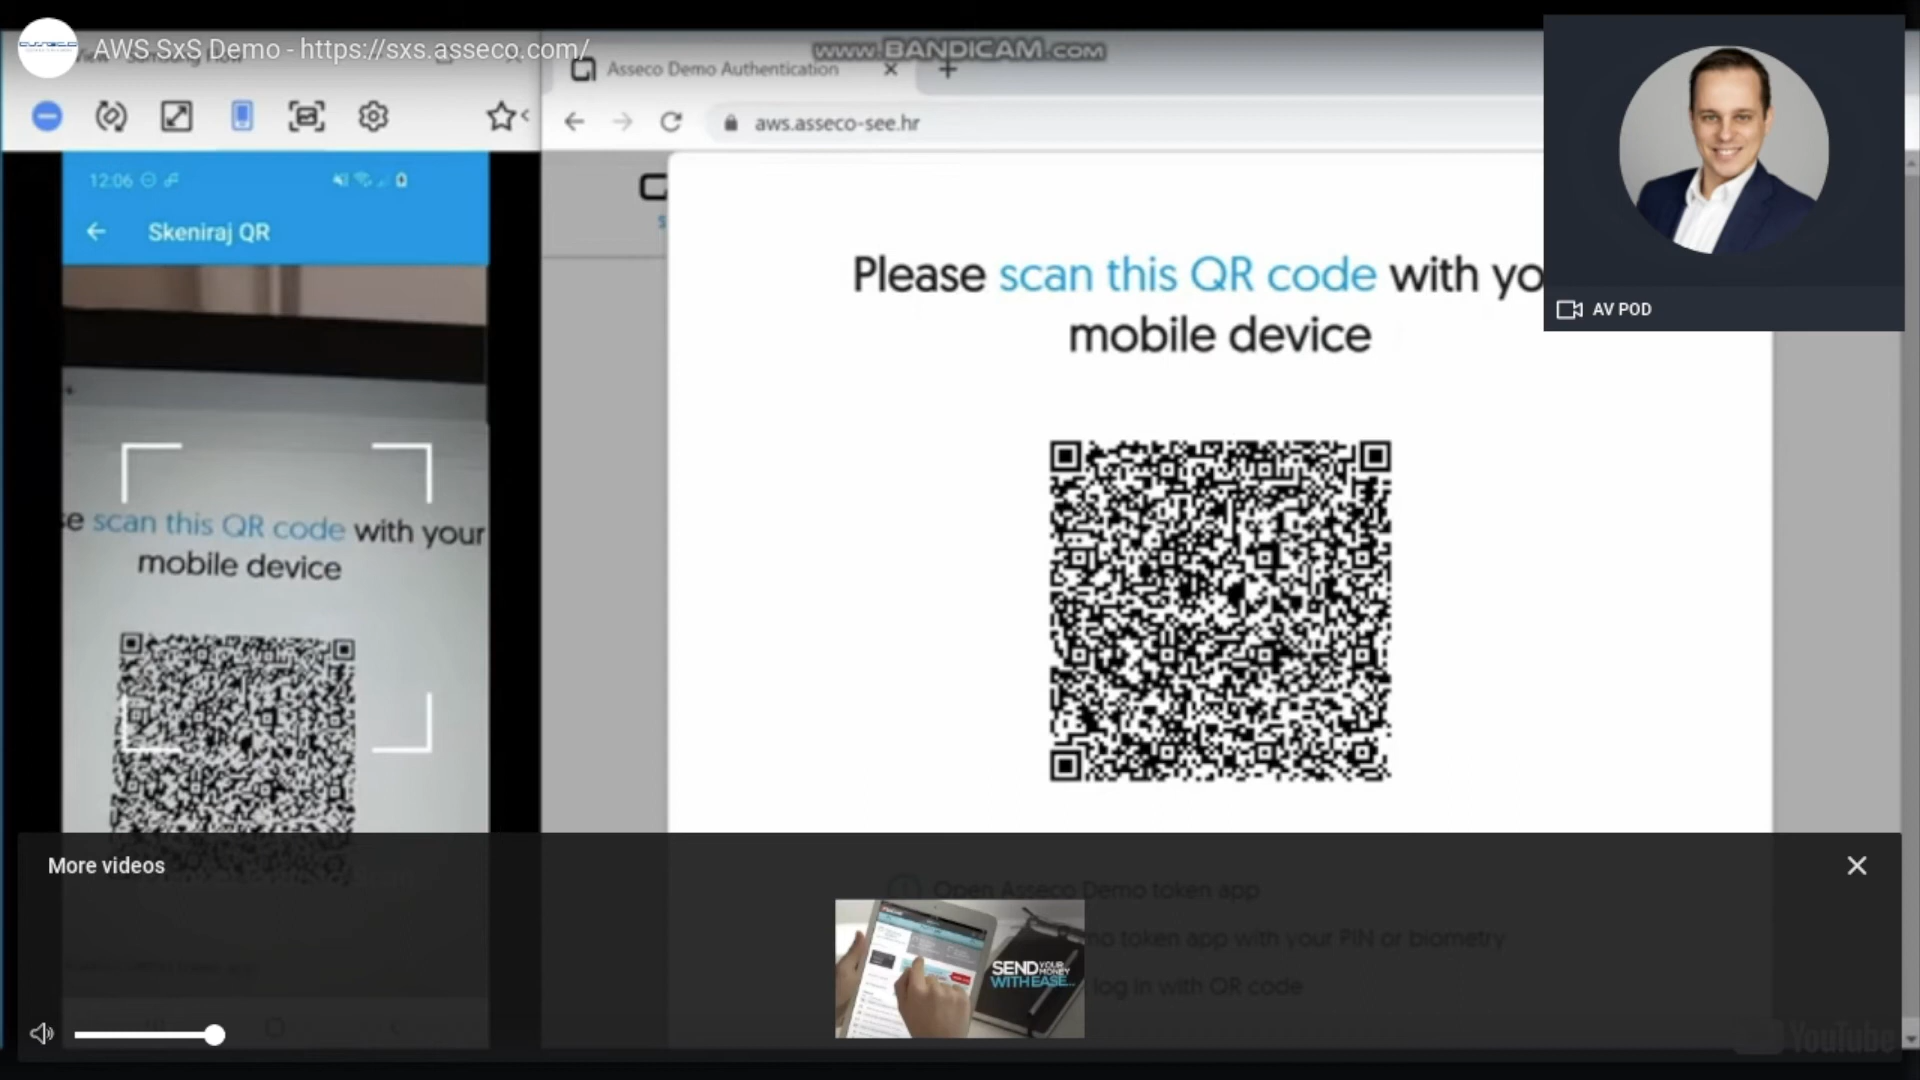 AWS SxS Demo - https://sxs.asseco.com/
www.BANDICAM.com
Asseco Demo Authentication
aws.asseco-see.hr
12:06
Skeniraj QR
Please scan this QR code with yo
mobile device
AV POD
se scan this QR code with your
mobile device
More videos
Open Asseco Demo token app
mo token app with your PIN or biometry
log in with QR code
SEND YOUR MONEY
WITH EASE...
YouTube